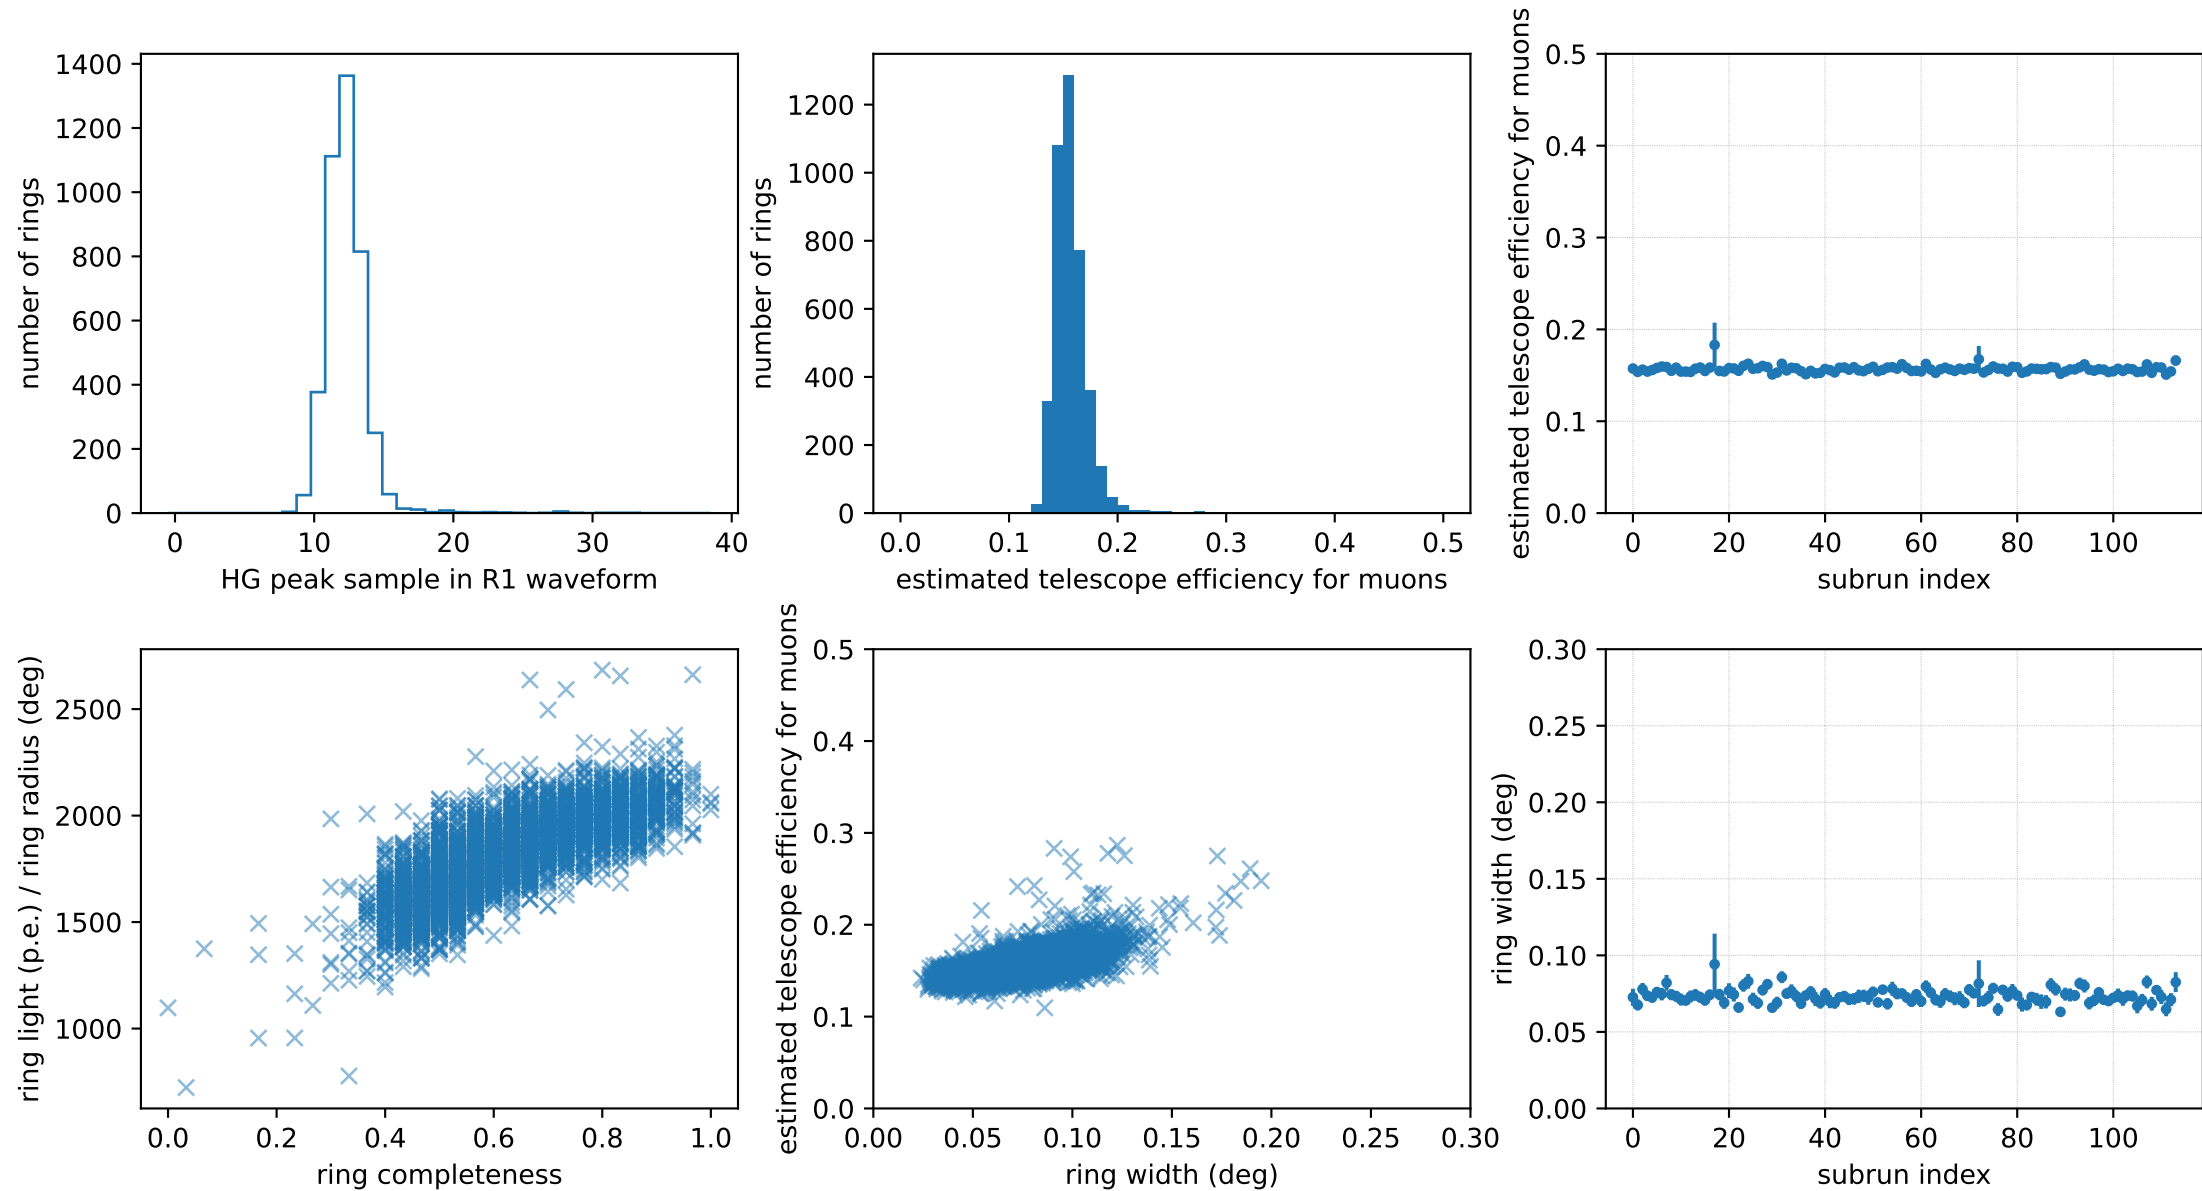 1400
1200
1000
800
600
400
200
0
number of rings
0 10 20 30 40
HG peak sample in R1 waveform
1200
1000
800
600
400
200
0
number of rings
0.0 0.1 0.2 0.3 0.4 0.5
estimated telescope efficiency for muons
0.5
0.4
0.3
0.2
0.1
0.0
estimated telescope efficiency for muons
0 20 40 60 80 100
subrun index
2500
2000
1500
1000
ring light (p.e.) / ring radius (deg)
0.0 0.2 0.4 0.6 0.8 1.0
ring completeness
0.5
0.4
0.3
0.2
0.1
0.0
estimated telescope efficiency for muons
0.00 0.05 0.10 0.15 0.20 0.25 0.30
ring width (deg)
0.30
0.25
0.20
0.15
0.10
0.05
0.00
ring width (deg)
0 20 40 60 80 100
subrun index